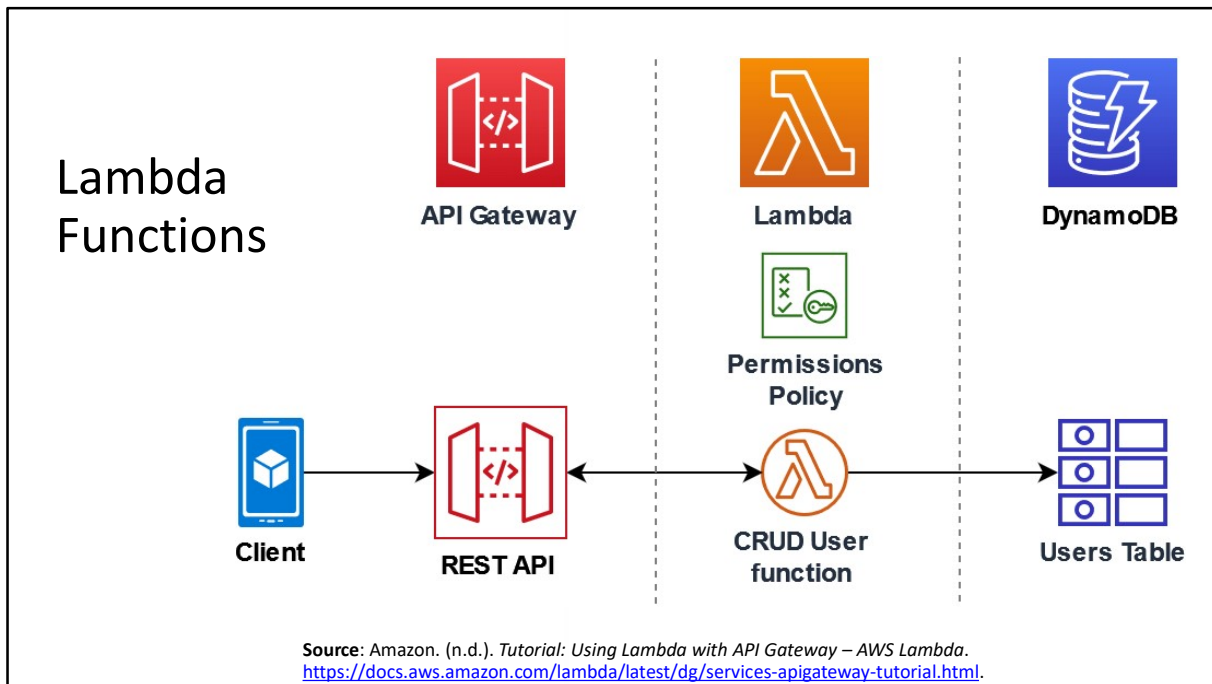 Lambda
Functions
API Gateway
Lambda
DynamoDB
Permissions
Policy
Client
REST API
CRUD User
function
Users Table
Source: Amazon. (n.d.). Tutorial: Using Lambda with API Gateway – AWS Lambda.
https://docs.aws.amazon.com/lambda/latest/dg/services-apigateway-tutorial.html.